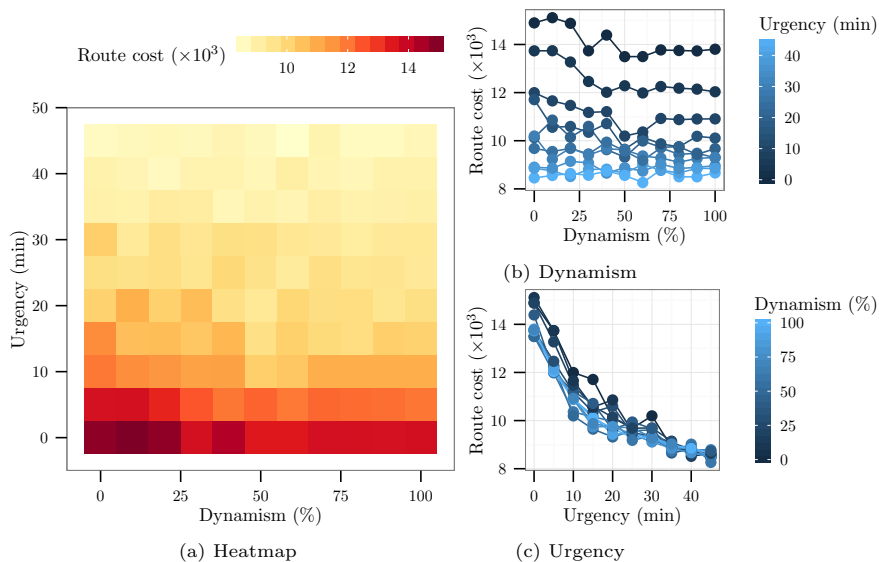 Route cost (×10³)
10 12 14
50
40
30
20
10
0
Urgency (min)
0 25 50 75 100
Dynamism (%)
(a) Heatmap
14
12
10
8
Route cost (×10³)
0 25 50 75 100
Dynamism (%)
(b) Dynamism
Urgency (min)
40
30
20
10
0
14
12
10
8
Route cost (×10³)
0 10 20 30 40
Urgency (min)
(c) Urgency
Dynamism (%)
100
75
50
25
0